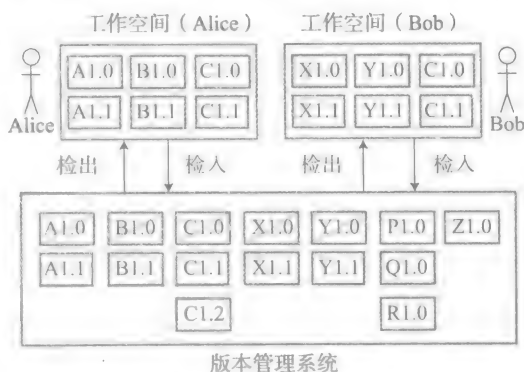 工作空间（Alice） 工作空间（Bob）
A1.0 B1.0 C1.0 X1.0 Y1.0 C1.0
A1.1 B1.1 C1.1 X1.1 Y1.1 C1.1
Alice Bob
检出 检入 检出 检入
A1.0 B1.0 C1.0 X1.0 Y1.0 P1.0 Z1.0
A1.1 B1.1 C1.1 X1.1 Y1.1 Q1.0
C1.2 R1.0
版本管理系统